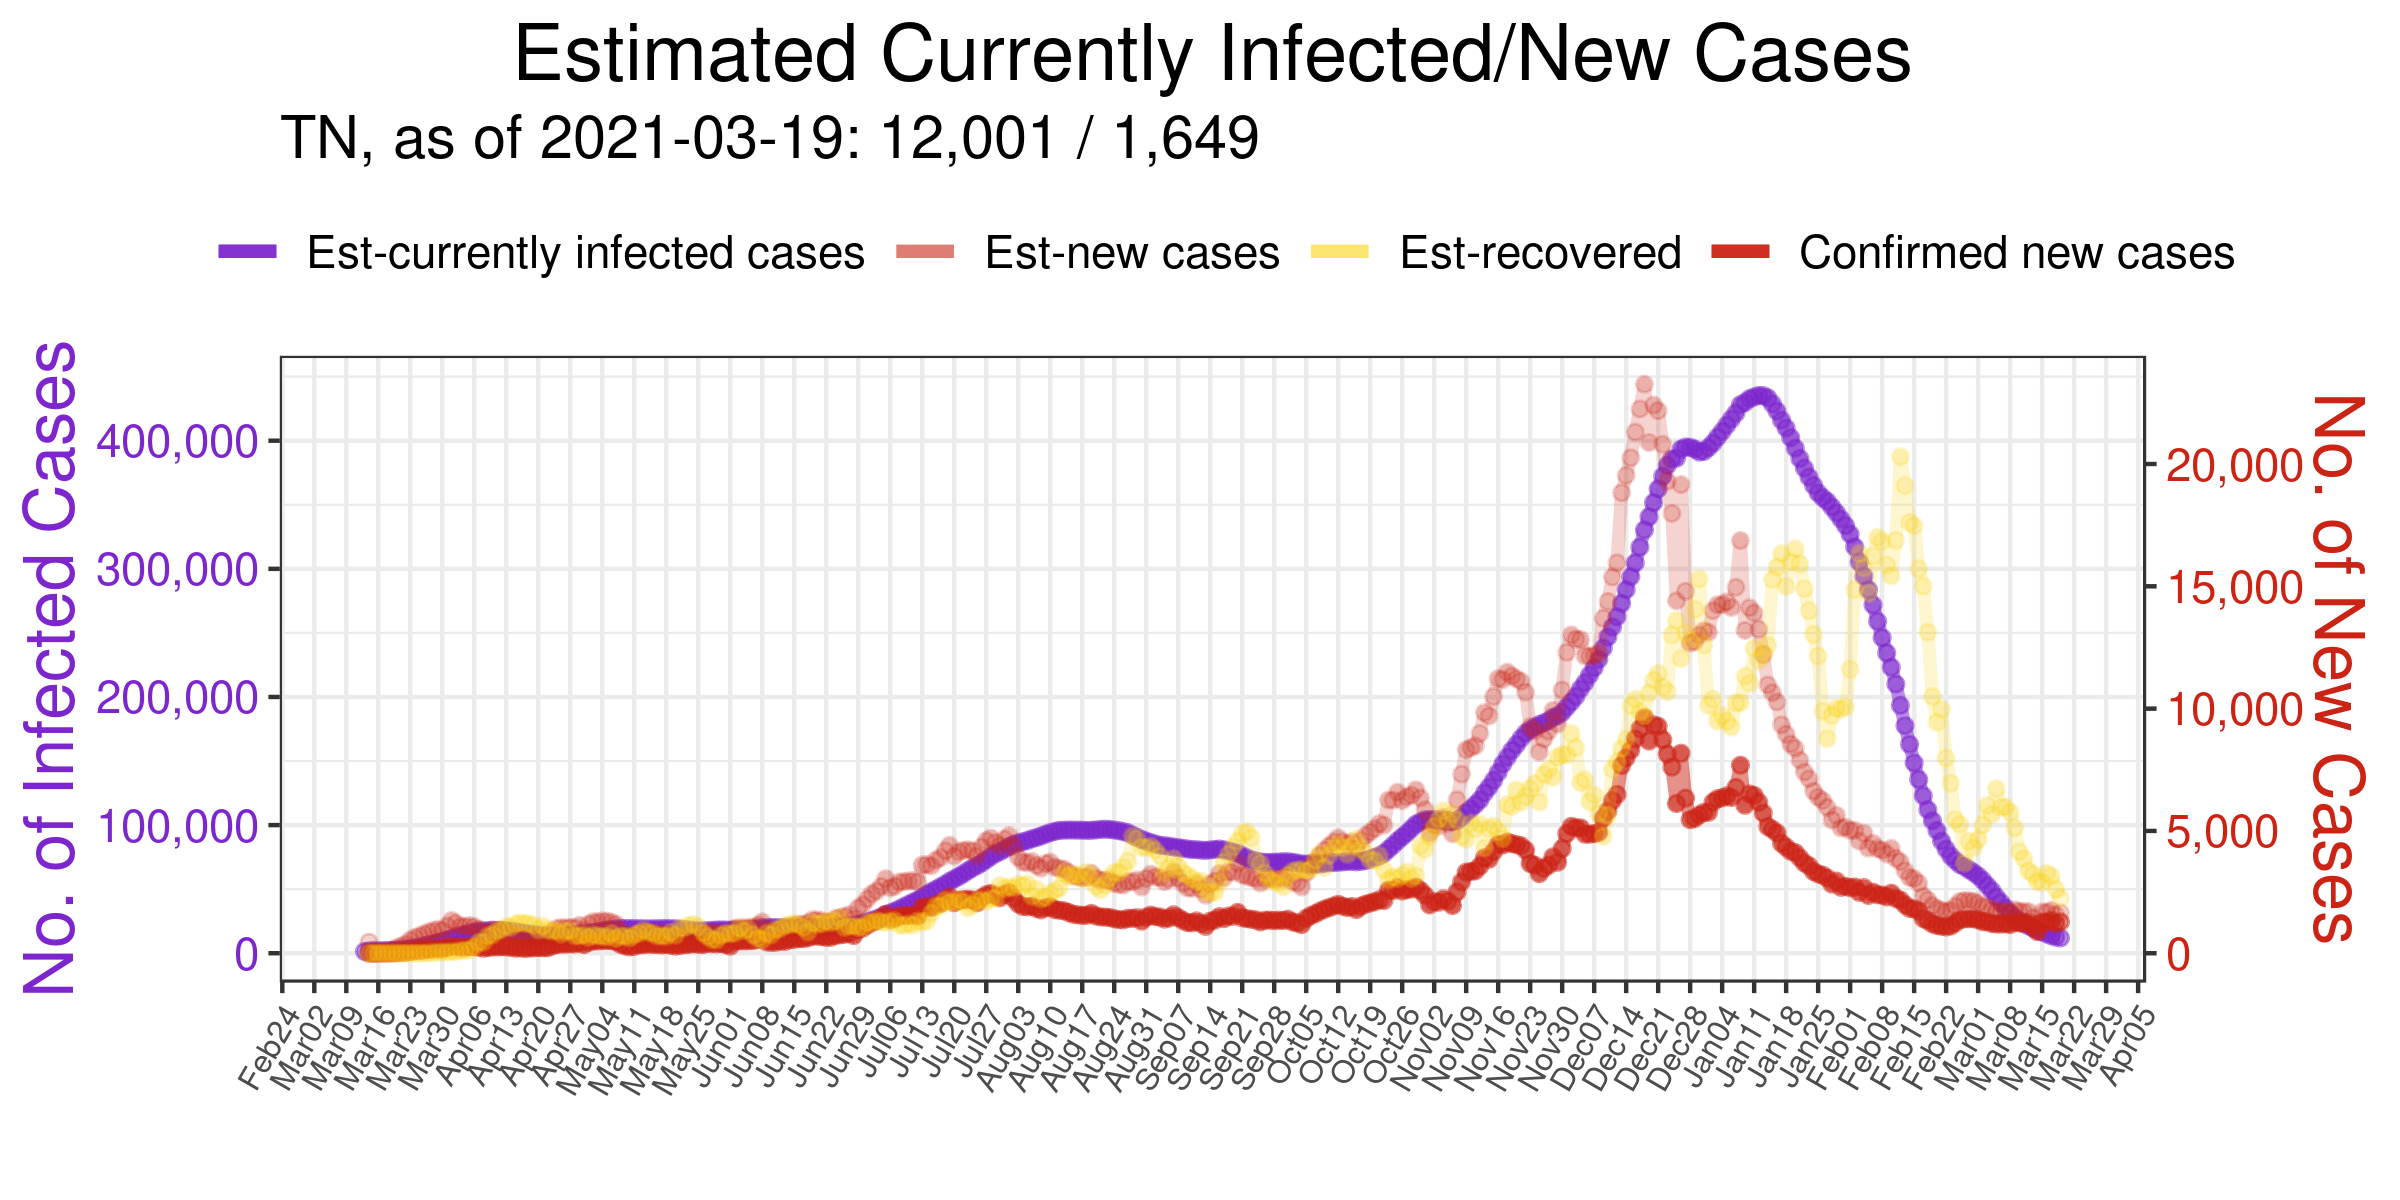 Estimated Currently Infected/New Cases
TN, as of 2021-03-19: 12,001 / 1,649
Est-currently infected cases
Est-new cases
Est-recovered
Confirmed new cases
No. of Infected Cases
400,000
300,000
200,000
100,000
0
20,000
15,000
10,000
5,000
0
No. of New Cases
Feb24
Mar02
Mar09
Mar16
Mar23
Mar30
Apr06
Apr13
Apr20
Apr27
May04
May11
May18
May25
Jun01
Jun08
Jun15
Jun22
Jun29
Jul06
Jul13
Jul20
Jul27
Aug03
Aug10
Aug17
Aug24
Aug31
Sep07
Sep14
Sep21
Sep28
Oct05
Oct12
Oct19
Oct26
Nov02
Nov09
Nov16
Nov23
Nov30
Dec07
Dec14
Dec21
Dec28
Jan04
Jan11
Jan18
Jan25
Feb01
Feb08
Feb15
Feb22
Mar01
Mar08
Mar15
Mar22
Mar29
Apr05